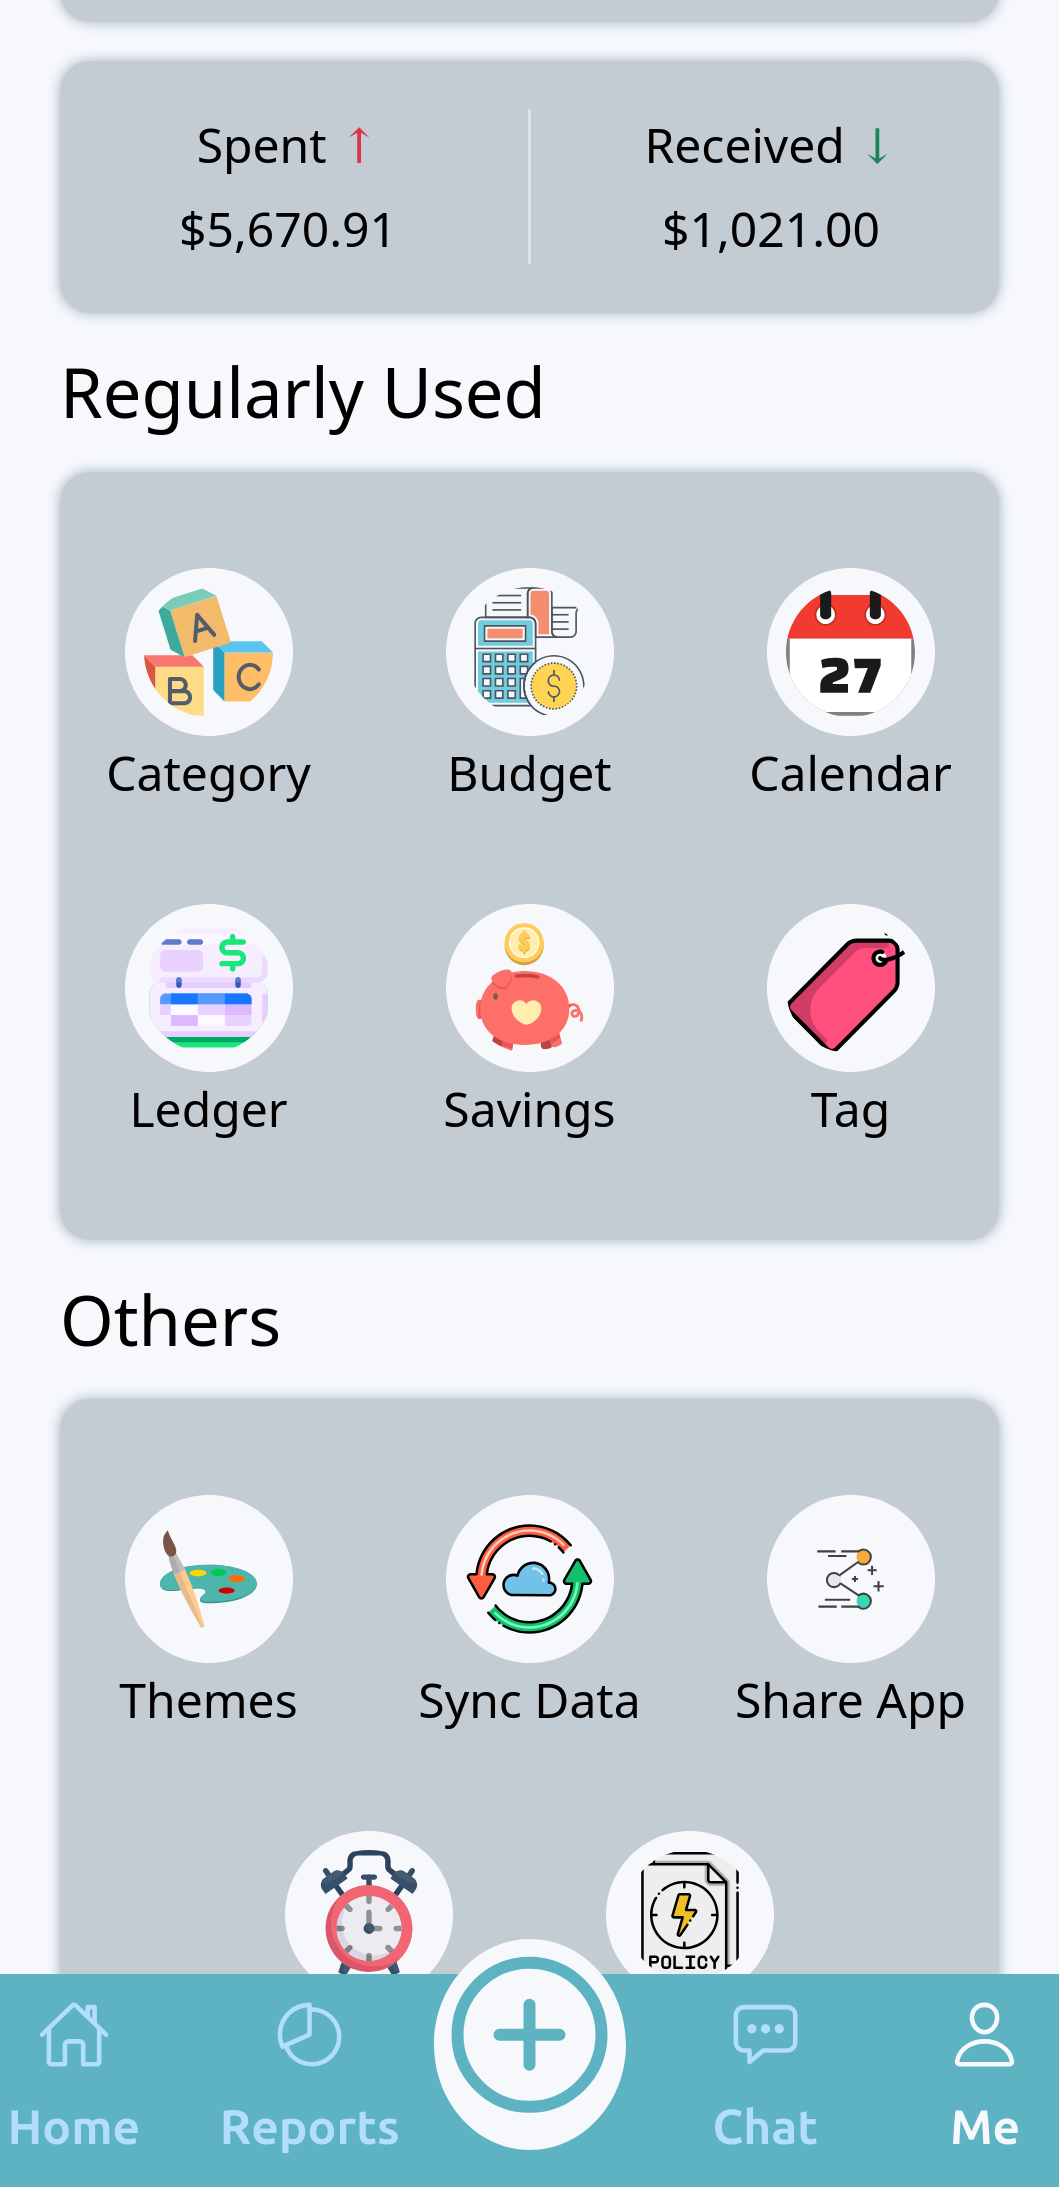 Spent ↑
Received ↓
$5,670.91
$1,021.00
Regularly Used
A
B
C
27
Category
Budget
Calendar
$
$
$
Ledger
Savings
Tag
Others
Themes
Sync Data
Share App
POLICY
Home
Reports
Chat
Me